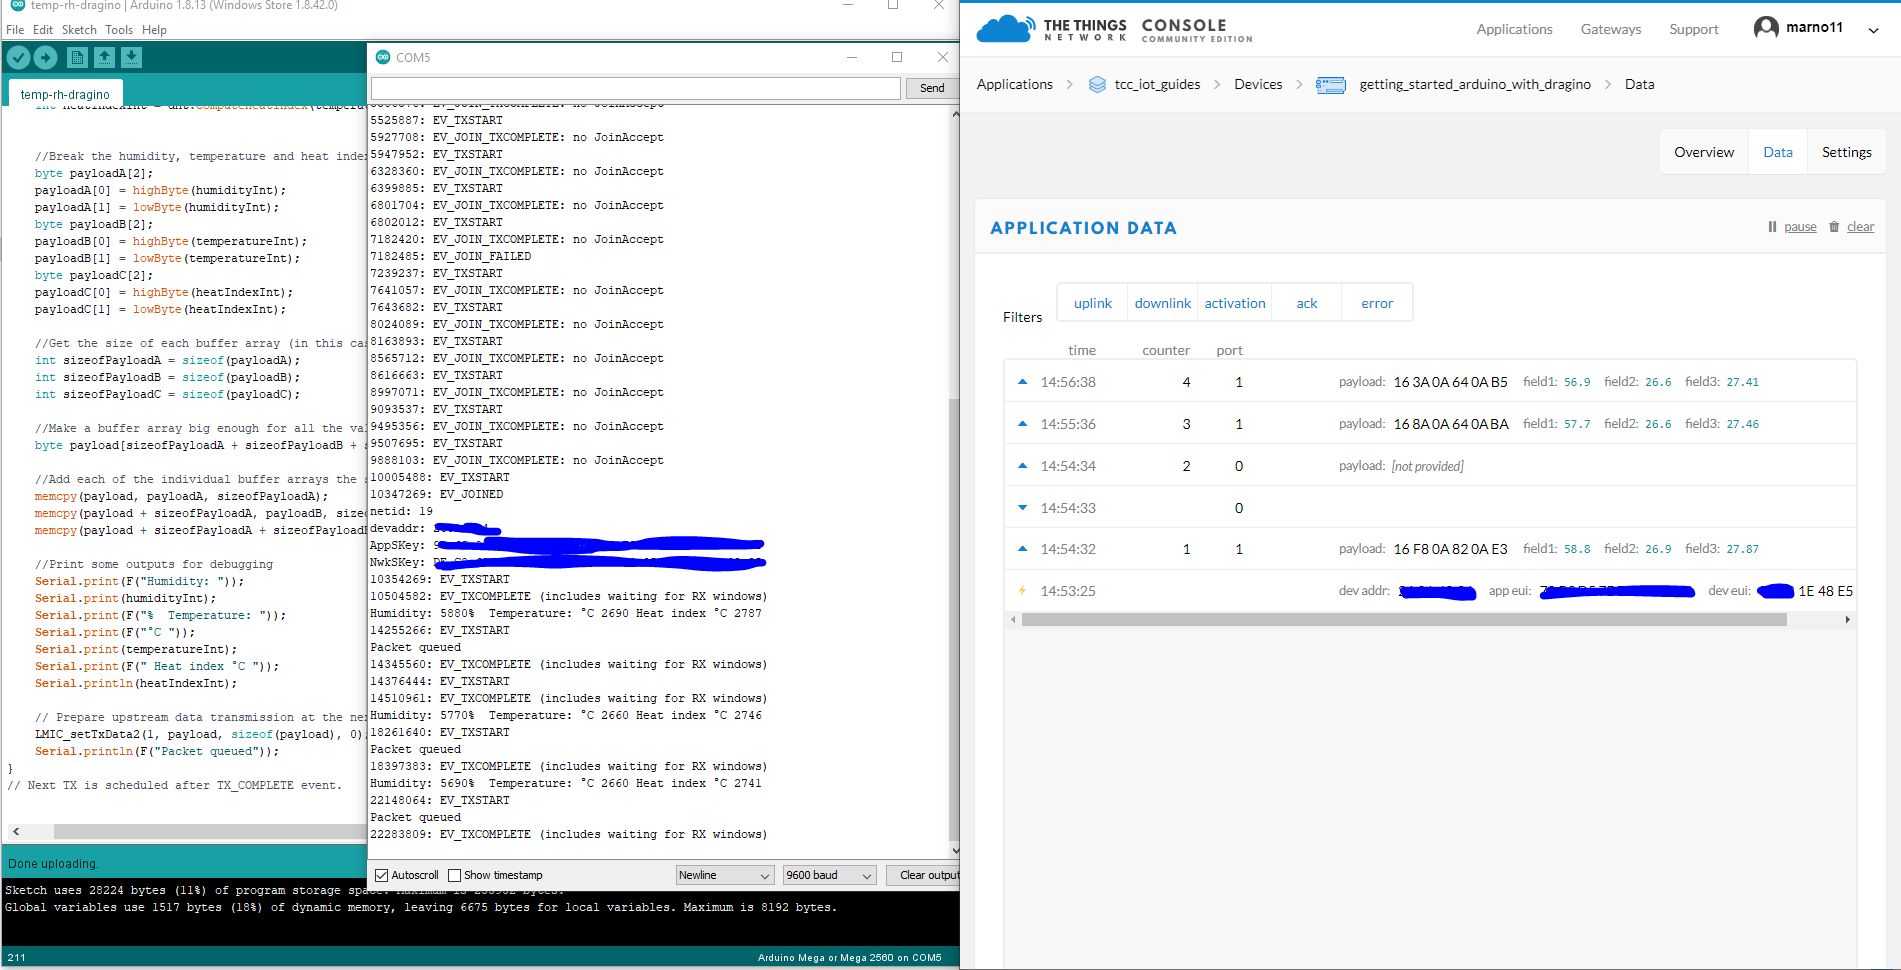 temp-rh-dragino | Arduino 1.8.13 (Windows Store 1.8.42.0)
File Edit Sketch Tools Help
temp-rh-dragino
//Break the humidity, temperature and heat inde
byte payloadA[2];
payloadA[0] = highByte(humidityInt);
payloadA[1] = lowByte(humidityInt);
byte payloadB[2];
payloadB[0] = highByte(temperatureInt);
payloadB[1] = lowByte(temperatureInt);
byte payloadC[2];
payloadC[0] = highByte(heatIndexInt);
payloadC[1] = lowByte(heatIndexInt);
//Get the size of each buffer array (in this ca
int sizeofPayloadA = sizeof(payloadA);
int sizeofPayloadB = sizeof(payloadB);
int sizeofPayloadC = sizeof(payloadC);
//Make a buffer array big enough for all the va
byte payload[sizeofPayloadA + sizeofPayloadB +
//Add each of the individual buffer arrays the
memcpy(payload, payloadA, sizeofPayloadA);
memcpy(payload + sizeofPayloadA, payloadB, size
memcpy(payload + sizeofPayloadA + sizeofPayload
//Print some outputs for debugging
Serial.print(F("Humidity: "));
Serial.print(humidityInt);
Serial.print(F("%  Temperature: "));
Serial.print(F("°C "));
Serial.print(temperatureInt);
Serial.print(F(" Heat index °C "));
Serial.println(heatIndexInt);
// Prepare upstream data transmission at the ne
LMIC_setTxData2(1, payload, sizeof(payload), 0)
Serial.println(F("Packet queued"));
}
// Next TX is scheduled after TX_COMPLETE event.
Done uploading.
Sketch uses 28224 bytes (11%) of program storage space.
Global variables use 1517 bytes (18%) of dynamic memory, leaving 6675 bytes for local variables. Maximum is 8192 bytes.
211
Arduino Mega or Mega 2560 on COM5
COM5
Send
5525887: EV_TXSTART
5927708: EV_JOIN_TXCOMPLETE: no JoinAccept
5947952: EV_TXSTART
6328360: EV_JOIN_TXCOMPLETE: no JoinAccept
6399885: EV_TXSTART
6801704: EV_JOIN_TXCOMPLETE: no JoinAccept
6802012: EV_TXSTART
7182420: EV_JOIN_TXCOMPLETE: no JoinAccept
7182485: EV_JOIN_FAILED
7239237: EV_TXSTART
7641057: EV_JOIN_TXCOMPLETE: no JoinAccept
7643682: EV_TXSTART
8024089: EV_JOIN_TXCOMPLETE: no JoinAccept
8163893: EV_TXSTART
8565712: EV_JOIN_TXCOMPLETE: no JoinAccept
8616663: EV_TXSTART
8997071: EV_JOIN_TXCOMPLETE: no JoinAccept
9093537: EV_TXSTART
9495356: EV_JOIN_TXCOMPLETE: no JoinAccept
9507695: EV_TXSTART
9888103: EV_JOIN_TXCOMPLETE: no JoinAccept
10005488: EV_TXSTART
10347269: EV_JOINED
netid: 19
devaddr:
AppSKey:
NwkSKey:
10354269: EV_TXSTART
10504582: EV_TXCOMPLETE (includes waiting for RX windows)
Humidity: 5880%  Temperature: °C 2690 Heat index °C 2787
14255266: EV_TXSTART
Packet queued
14345560: EV_TXCOMPLETE (includes waiting for RX windows)
14376444: EV_TXSTART
14510961: EV_TXCOMPLETE (includes waiting for RX windows)
Humidity: 5770%  Temperature: °C 2660 Heat index °C 2746
18261640: EV_TXSTART
Packet queued
18397383: EV_TXCOMPLETE (includes waiting for RX windows)
Humidity: 5690%  Temperature: °C 2660 Heat index °C 2741
22148064: EV_TXSTART
Packet queued
22283809: EV_TXCOMPLETE (includes waiting for RX windows)
Autoscroll Show timestamp Newline 9600 baud Clear output
THE THINGS NETWORK CONSOLE COMMUNITY EDITION
Applications Gateways Support marno11
Applications > tcc_iot_guides > Devices > getting_started_arduino_with_dragino > Data
Overview Data Settings
APPLICATION DATA
pause clear
Filters uplink downlink activation ack error
time counter port
14:56:38 4 1 payload: 16 3A 0A 64 0A B5 field1: 56.9 field2: 26.6 field3: 27.41
14:55:36 3 1 payload: 16 8A 0A 64 0A BA field1: 57.7 field2: 26.6 field3: 27.46
14:54:34 2 0 payload: [not provided]
14:54:33 0
14:54:32 1 1 payload: 16 F8 0A 82 0A E3 field1: 58.8 field2: 26.9 field3: 27.87
14:53:25 dev addr: app eui: dev eui: 1E 48 E5